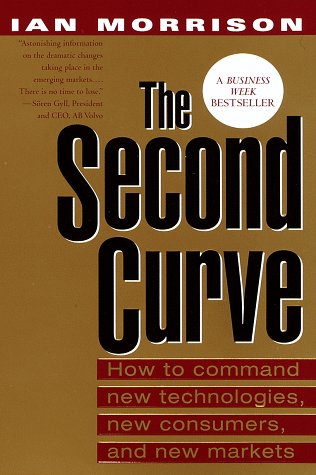 IAN MORRISON
"Astonishing information
on the dramatic changes
taking place in the
emerging markets....
There is no time to lose."
—Sören Gyll, President
and CEO, AB Volvo
A BUSINESS
WEEK
BESTSELLER
The
Second
Curve
How to command
new technologies,
new consumers,
and new markets